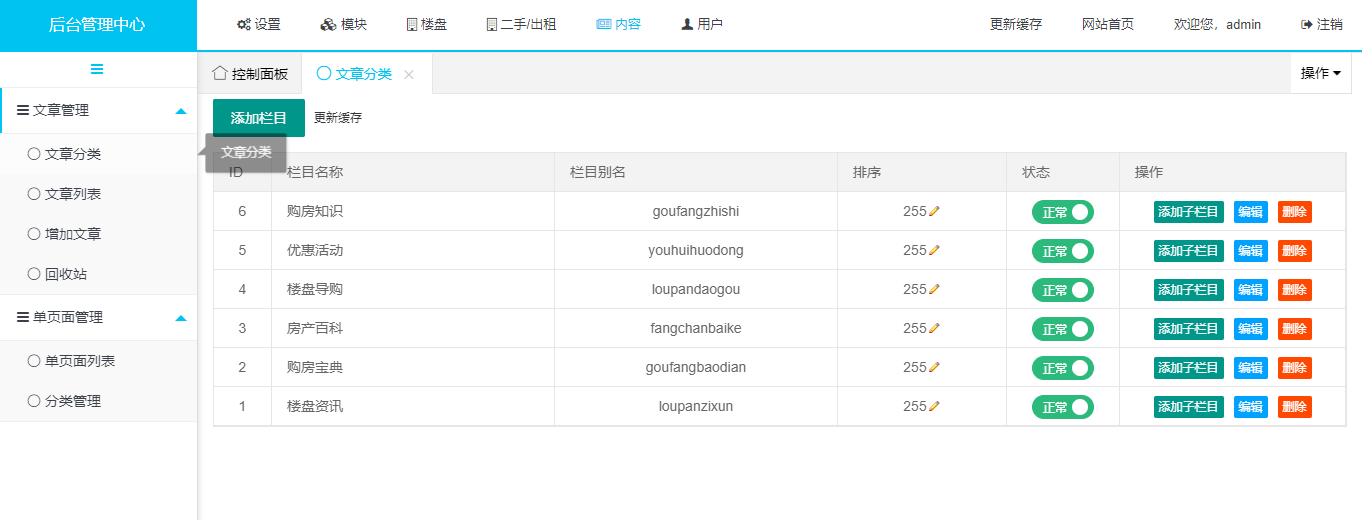 后台管理中心 设置 模块 楼盘 二手/出租 内容 用户 更新缓存 网站首页 欢迎您，admin 注销
控制面板 文章分类 × 操作
文章管理
文章分类
文章列表
增加文章
回收站
单页面管理
单页面列表
分类管理
添加栏目 更新缓存
文章分类
ID 栏目名称 栏目别名 排序 状态 操作
6 购房知识 goufangzhishi 255 正常 添加子栏目 编辑 删除
5 优惠活动 youhuihuodong 255 正常 添加子栏目 编辑 删除
4 楼盘导购 loupandaogou 255 正常 添加子栏目 编辑 删除
3 房产百科 fangchanbaike 255 正常 添加子栏目 编辑 删除
2 购房宝典 goufangbaodian 255 正常 添加子栏目 编辑 删除
1 楼盘资讯 loupanzixun 255 正常 添加子栏目 编辑 删除